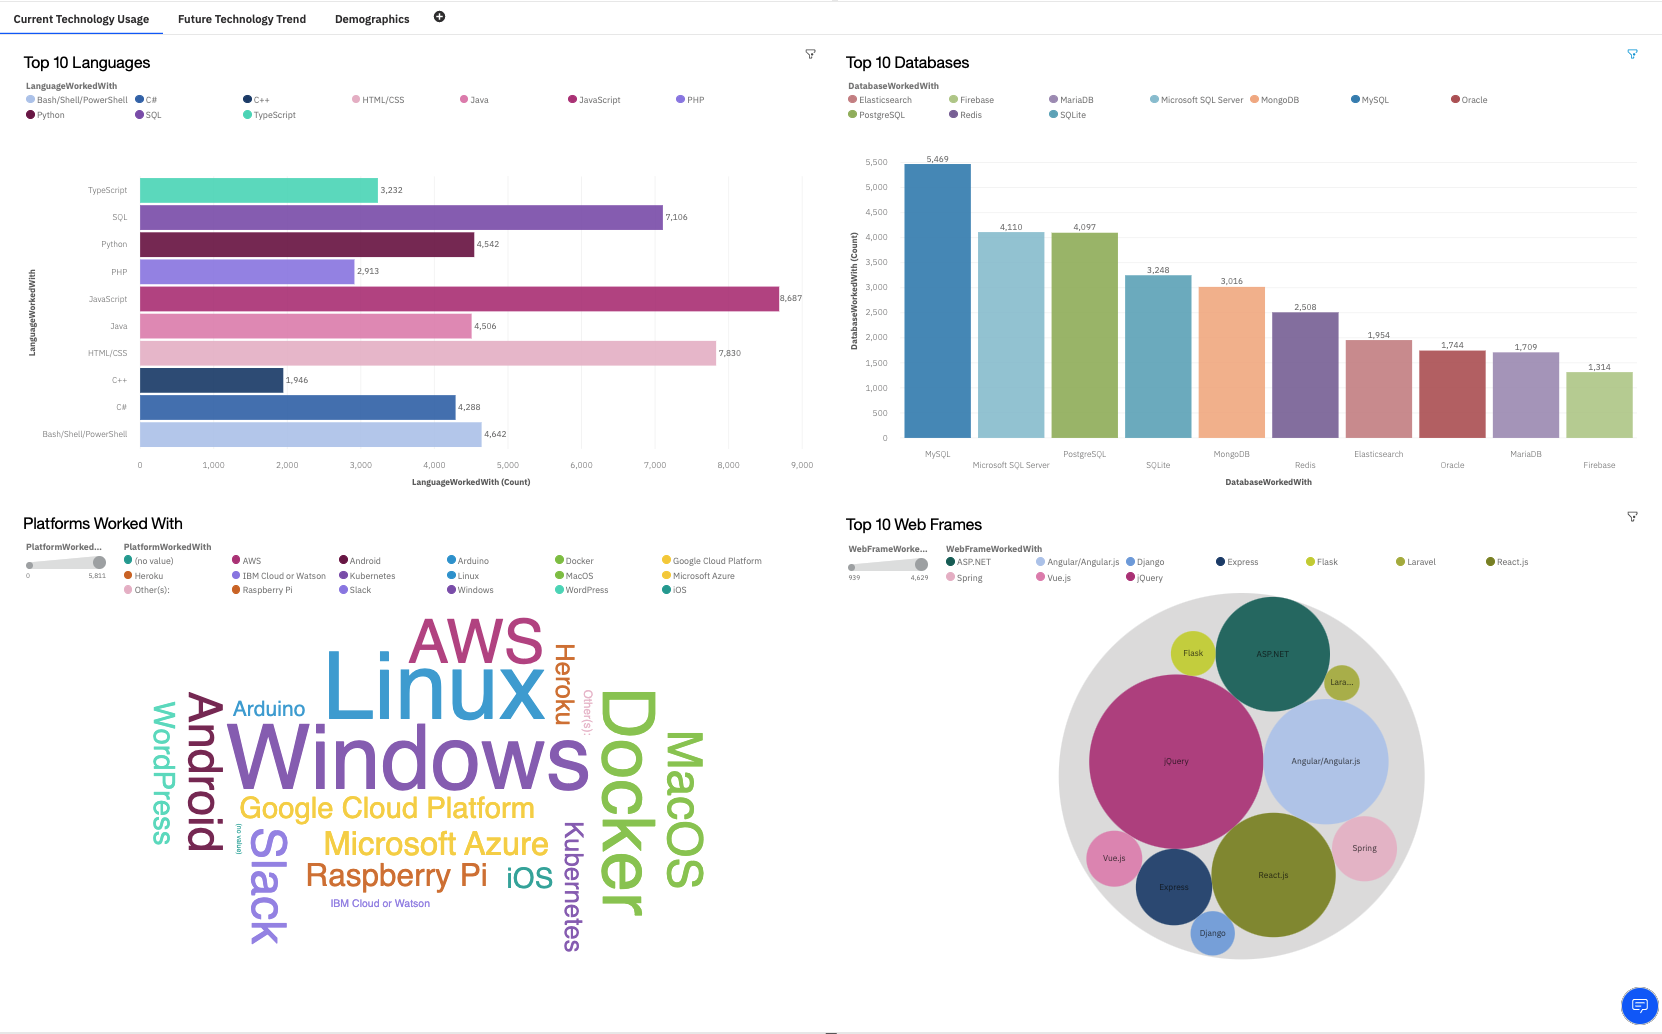 Current Technology Usage Future Technology Trend Demographics
Top 10 Languages
LanguageWorkedWith
Bash/Shell/PowerShell C# C++ HTML/CSS Java JavaScript PHP
Python SQL TypeScript
TypeScript 3,232
SQL 7,106
Python 4,542
PHP 2,913
JavaScript 8,687
Java 4,506
HTML/CSS 7,830
C++ 1,946
C# 4,288
Bash/Shell/PowerShell 4,642
LanguageWorkedWith
0 1,000 2,000 3,000 4,000 5,000 6,000 7,000 8,000 9,000
LanguageWorkedWith (Count)
Top 10 Databases
DatabaseWorkedWith
Elasticsearch Firebase MariaDB Microsoft SQL Server MongoDB MySQL Oracle
PostgreSQL Redis SQLite
DatabaseWorkedWith (Count)
5,500
5,000
4,500
4,000
3,500
3,000
2,500
2,000
1,500
1,000
500
0
5,469 4,110 4,097 3,248 3,016 2,508 1,954 1,744 1,709 1,314
MySQL Microsoft SQL Server PostgreSQL SQLite MongoDB Redis Elasticsearch Oracle MariaDB Firebase
DatabaseWorkedWith
Platforms Worked With
PlatformWorked... PlatformWorkedWith
0 5,811
(no value) AWS Android Arduino Docker Google Cloud Platform
Heroku IBM Cloud or Watson Kubernetes Linux MacOS Microsoft Azure
Other(s): Raspberry Pi Slack Windows WordPress iOS
AWS
Linux
Heroku
Other(s):
Arduino
Android
WordPress
Windows
Docker
MacOS
Google Cloud Platform
(no value)
Slack
Microsoft Azure
Kubernetes
Raspberry Pi
iOS
IBM Cloud or Watson
Top 10 Web Frames
WebFrameWorke... WebFrameWorkedWith
939 4,629
ASP.NET Angular/Angular.js Django Express Flask Laravel React.js
Spring Vue.js jQuery
Flask
ASP.NET
Lara...
jQuery
Angular/Angular.js
Spring
Vue.js
React.js
Express
Django